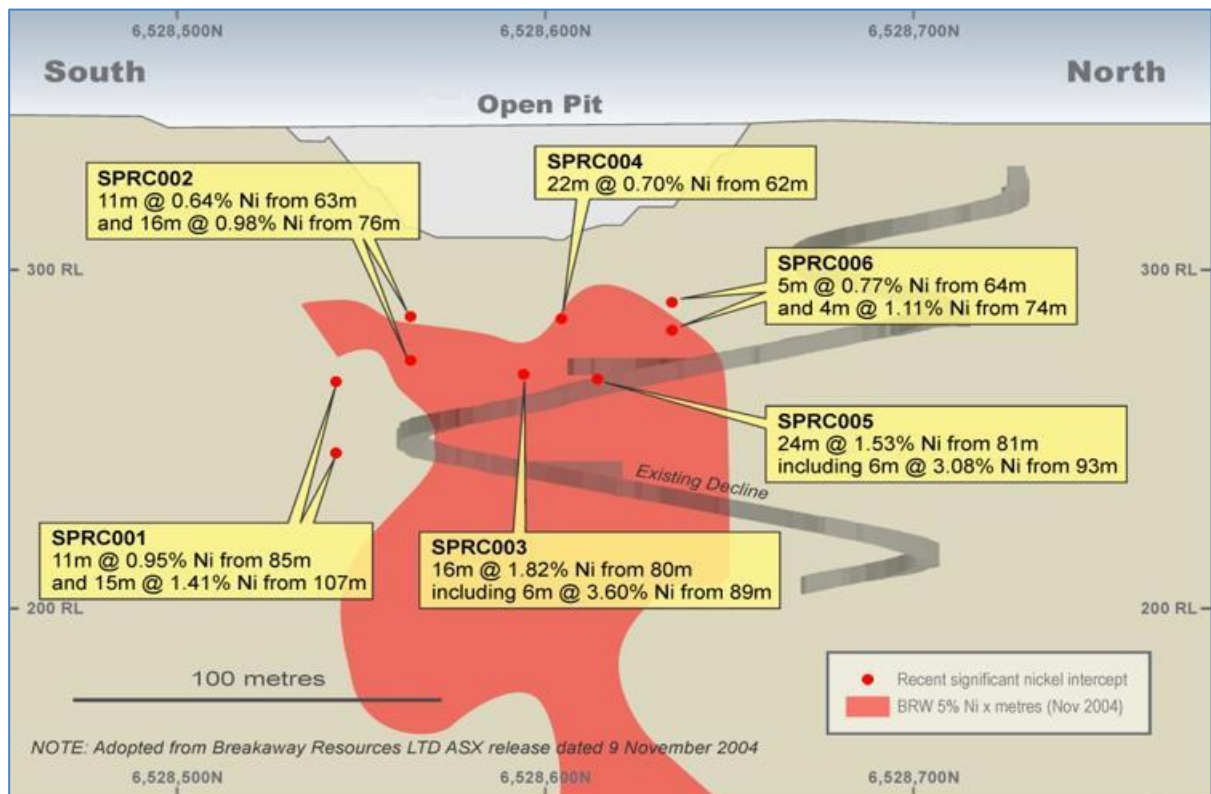 6,528,500N
6,528,600N
6,528,700N
South
North
Open Pit
SPRC002
11m @ 0.64% Ni from 63m
and 16m @ 0.98% Ni from 76m
SPRC004
22m @ 0.70% Ni from 62m
300 RL
300 RL
SPRC006
5m @ 0.77% Ni from 64m
and 4m @ 1.11% Ni from 74m
SPRC005
24m @ 1.53% Ni from 81m
including 6m @ 3.08% Ni from 93m
Existing Decline
SPRC001
11m @ 0.95% Ni from 85m
and 15m @ 1.41% Ni from 107m
SPRC003
16m @ 1.82% Ni from 80m
including 6m @ 3.60% Ni from 89m
200 RL
200 RL
100 metres
Recent significant nickel intercept
BRW 5% Ni x metres (Nov 2004)
NOTE: Adopted from Breakaway Resources LTD ASX release dated 9 November 2004
6,528,500N
6,528,600N
6,528,700N